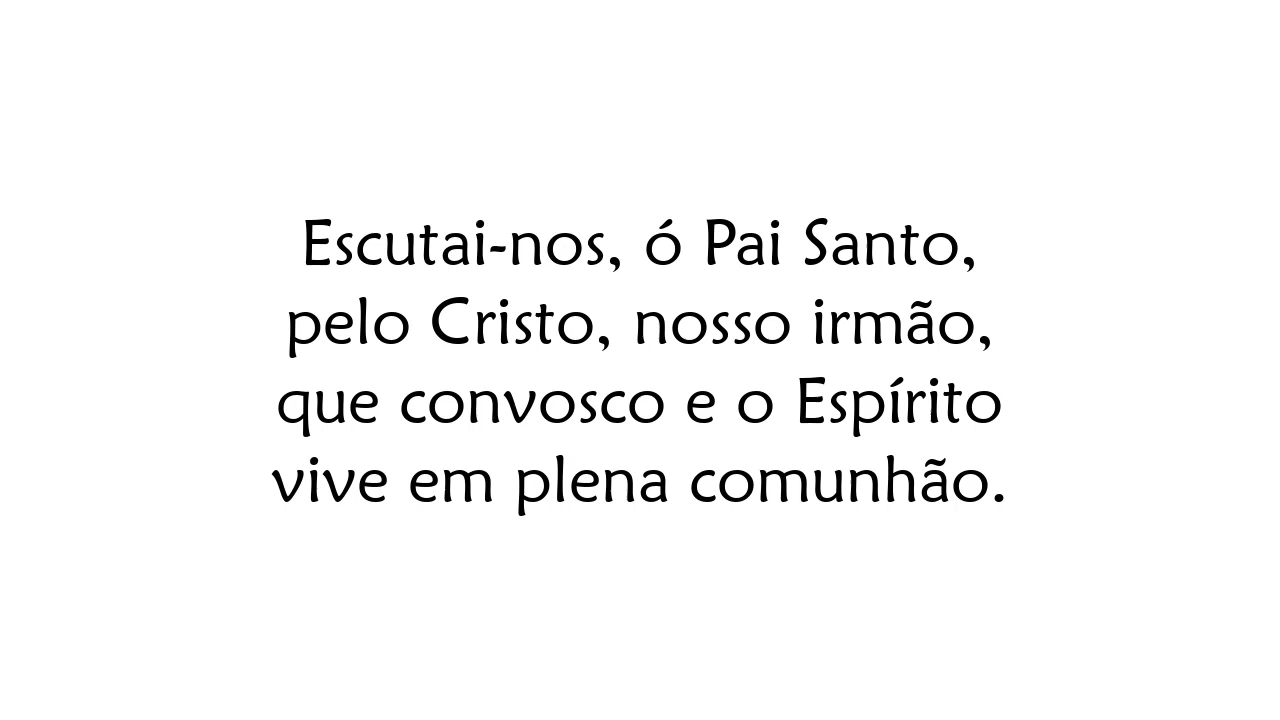 Escutai-nos, ó Pai Santo,
pelo Cristo, nosso irmão,
que convosco e o Espírito
vive em plena comunhão.